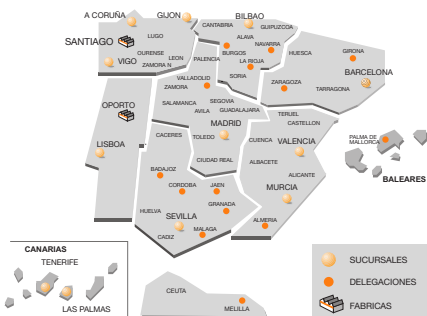 A CORUÑA
GIJON
BILBAO
CANTABRIA
GUIPUZCOA
LUGO
ALAVA
SANTIAGO
NAVARRA
BURGOS
HUESCA
GIRONA
OURENSE
LEON
PALENCIA
LA RIOJA
VIGO
ZAMORA N
SORIA
BARCELONA
VALLADOLID
ZARAGOZA
ZAMORA
TARRAGONA
SALAMANCA
SEGOVIA
OPORTO
AVILA
GUADALAJARA
TERUEL
CASTELLON
MADRID
CACERES
TOLEDO
CUENCA
VALENCIA
PALMA DE
MALLORCA
LISBOA
CIUDAD REAL
ALBACETE
BADAJOZ
ALICANTE
BALEARES
CORDOBA
JAEN
MURCIA
HUELVA
GRANADA
SEVILLA
ALMERIA
CADIZ
MALAGA
CANARIAS
TENERIFE
LAS PALMAS
CEUTA
MELILLA
SUCURSALES
DELEGACIONES
FABRICAS